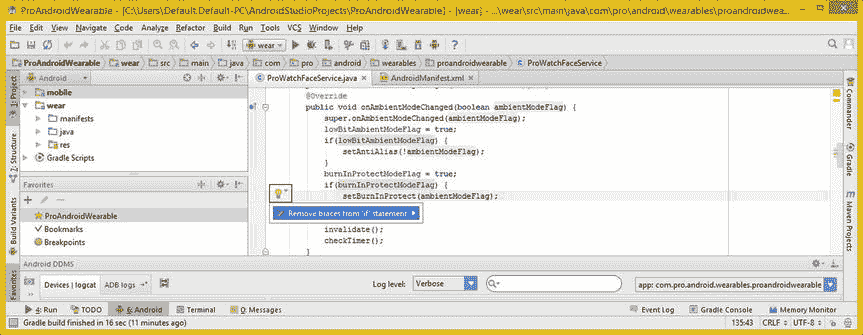 ProAndroidWearable - [C:\Users\Default.Default-PC\AndroidStudioProjects\ProAndroidWearable] - [wear] - ...\wear\src\main\java\com\pro\android\wearables\proandroidwea...
File Edit View Navigate Code Analyze Refactor Build Run Tools VCS Window Help
wear
ProAndroidWearable wear src main java com pro android wearables proandroidwearable ProWatchFaceService
Android
ProWatchFaceService.java AndroidManifest.xml
1: Project
7: Structure
Build Variants
Favorites
mobile
wear
manifests
java
res
Gradle Scripts
Favorites
ProAndroidWearable
Bookmarks
Breakpoints
@Override
public void onAmbientModeChanged(boolean ambientModeFlag) {
super.onAmbientModeChanged(ambientModeFlag);
lowBitAmbientModeFlag = true;
if(lowBitAmbientModeFlag) {
setAntiAlias(!ambientModeFlag);
}
burnInProtectModeFlag = true;
if(burnInProtectModeFlag) {
setBurnInProtect(ambientModeFlag);
Remove braces from 'if' statement
invalidate();
checkTimer();
}
Commander
Gradle
Maven Projects
Android DDMS
Devices | logcat ADB logs Log level: Verbose app: com.pro.android.wearables.proandroidwearable
4: Run TODO 6: Android Terminal 0: Messages Event Log Gradle Console Memory Monitor
Gradle build finished in 16 sec (11 minutes ago) 135:43 CRLF UTF-8